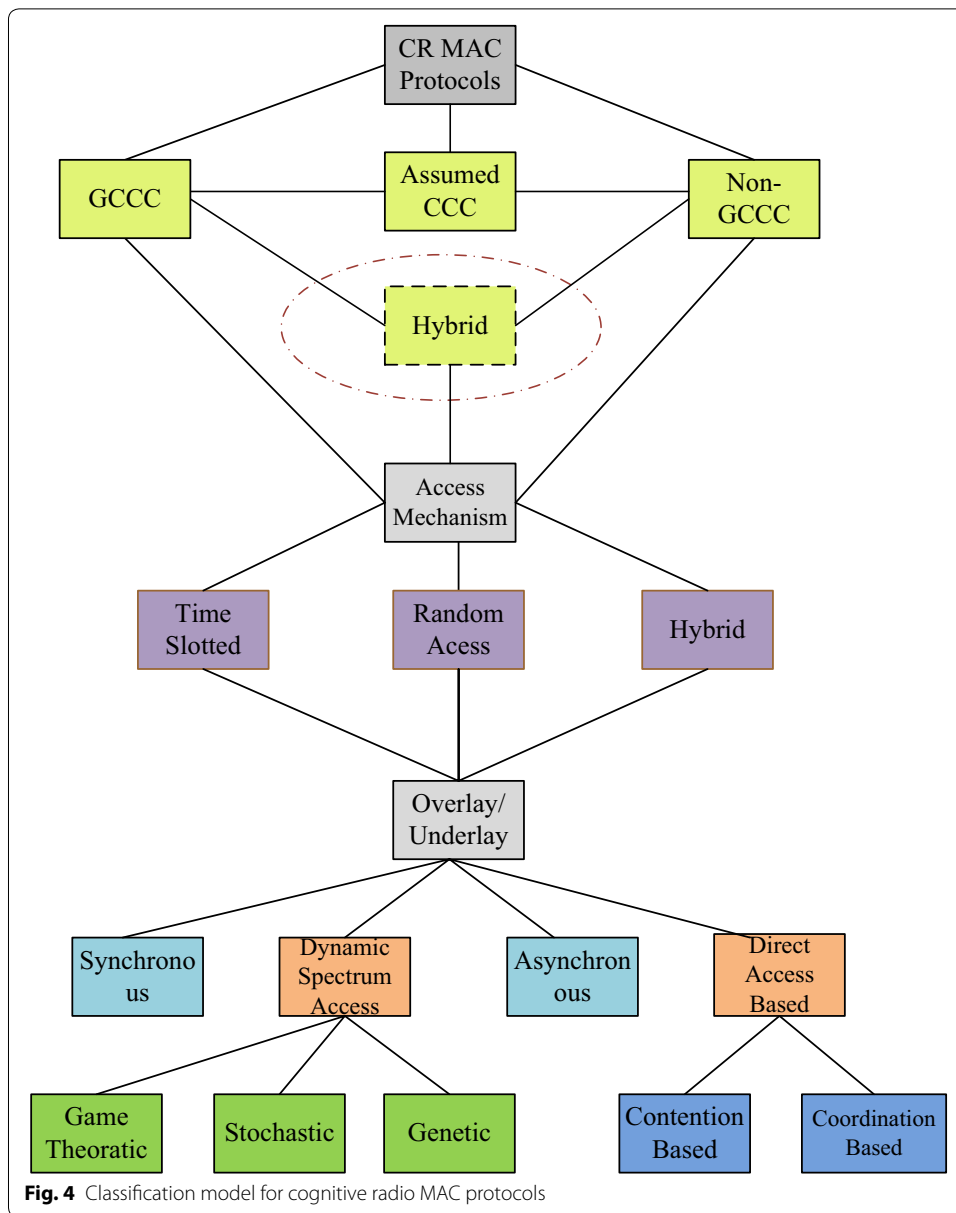 CR MAC
Protocols
GCCC
Assumed
CCC
Non-
GCCC
Hybrid
Access
Mechanism
Time
Slotted
Random
Acess
Hybrid
Overlay/
Underlay
Synchrono
us
Dynamic
Spectrum
Access
Asynchron
ous
Direct
Access
Based
Game
Theoratic
Stochastic
Genetic
Contention
Based
Coordination
Based
Fig. 4 Classification model for cognitive radio MAC protocols